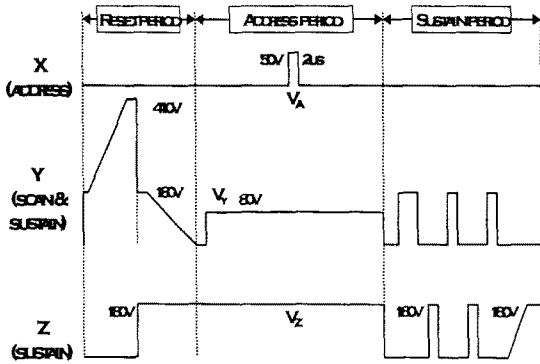 RESET PERIOD
ADDRESS PERIOD
SUSTAIN PERIOD
X
(ADDRESS)
50V
2us
VA
410V
Y
(SCAN &
SUSTAIN)
180V
VY 80V
Z
(SUSTAIN)
180V
VZ
180V
180V